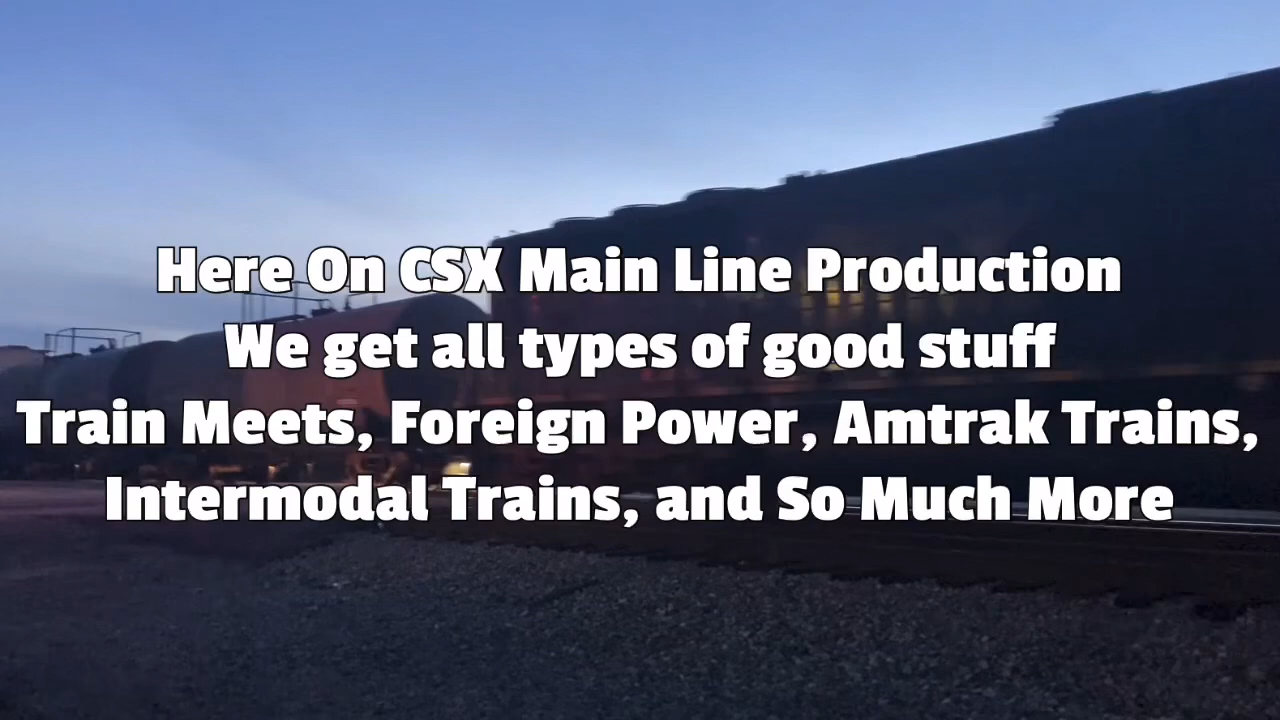 Here On CSX Main Line Production
We get all types of good stuff
Train Meets, Foreign Power, Amtrak Trains,
Intermodal Trains, and So Much More